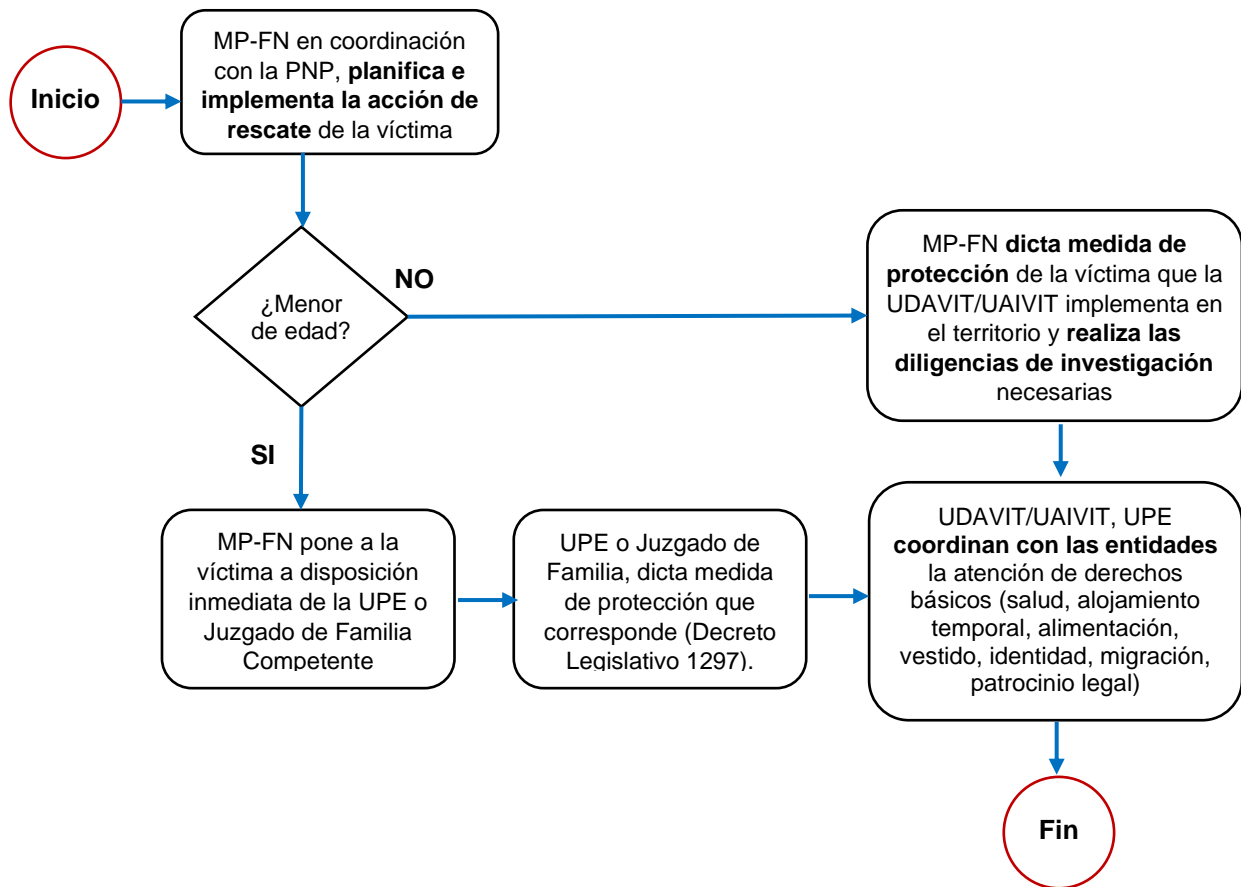 Inicio
MP-FN en coordinación
con la PNP, planifica e
implementa la acción de
rescate de la víctima
¿Menor
de edad?
NO
MP-FN dicta medida de
protección de la víctima que la
UDAVIT/UAIVIT implementa en
el territorio y realiza las
diligencias de investigación
necesarias
SI
MP-FN pone a la
víctima a disposición
inmediata de la UPE o
Juzgado de Familia
Competente
UPE o Juzgado de
Familia, dicta medida
de protección que
corresponde (Decreto
Legislativo 1297).
UDAVIT/UAIVIT, UPE
coordinan con las entidades
la atención de derechos
básicos (salud, alojamiento
temporal, alimentación,
vestido, identidad, migración,
patrocinio legal)
Fin